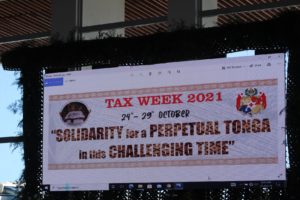 TAX WEEK 2021
24th - 29th OCTOBER
"SOLIDARITY for a PERPETUAL TONGA
in this CHALLENGING TIME"